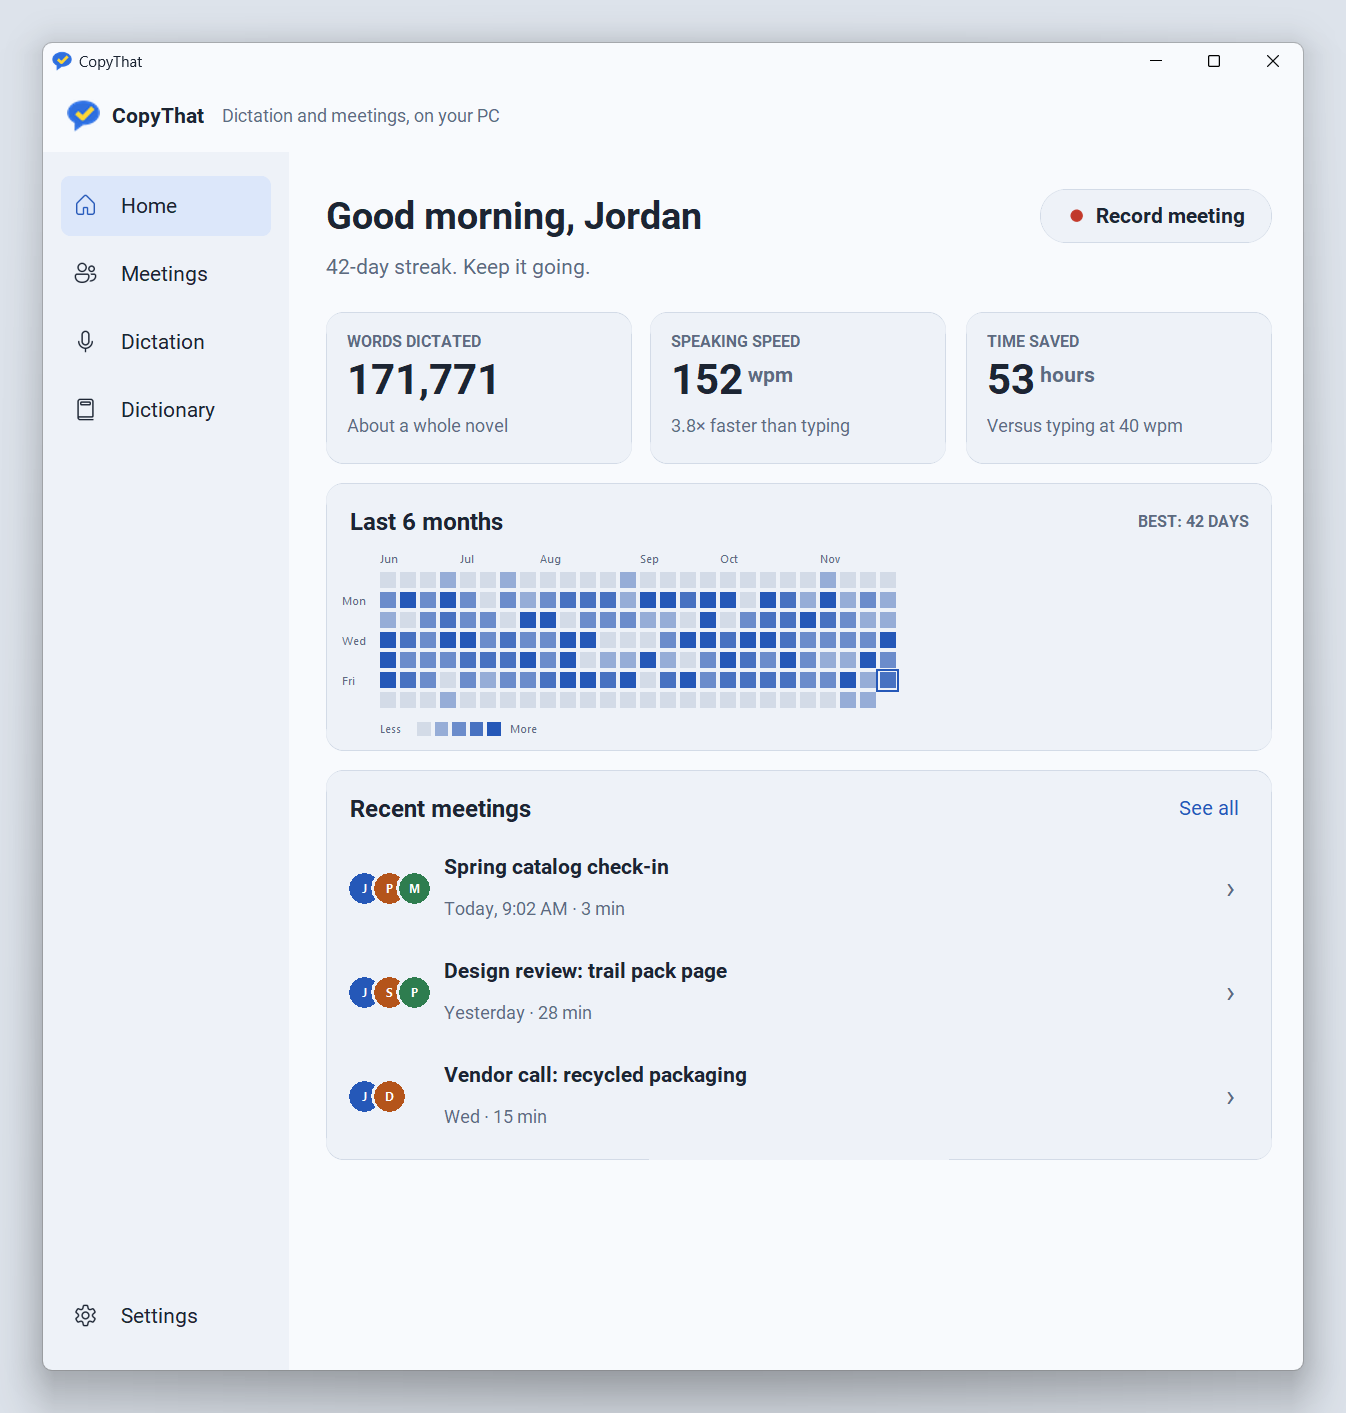 CopyThat
CopyThat Dictation and meetings, on your PC
Home
Meetings
Dictation
Dictionary
Settings
Good morning, Jordan
Record meeting
42-day streak. Keep it going.
WORDS DICTATED
171,771
About a whole novel
SPEAKING SPEED
152 wpm
3.8× faster than typing
TIME SAVED
53 hours
Versus typing at 40 wpm
Last 6 months
BEST: 42 DAYS
Jun Jul Aug Sep Oct Nov
Mon
Wed
Fri
Less More
Recent meetings
See all
J P M
Spring catalog check-in
Today, 9:02 AM · 3 min
J S P
Design review: trail pack page
Yesterday · 28 min
J D
Vendor call: recycled packaging
Wed · 15 min